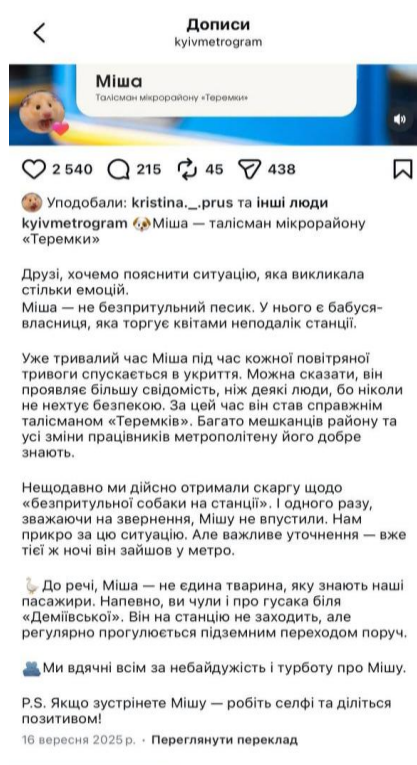 Дописи
kyivmetrogram
Міша
Талісман мікрорайону «Теремки»
2 540 215 45 438
Уподобали: kristina._.prus та інші люди
kyivmetrogram 🐶Міша — талісман мікрорайону
«Теремки»
Друзі, хочемо пояснити ситуацію, яка викликала
стільки емоцій.
Міша — не безпритульний песик. У нього є бабуся-
власниця, яка торгує квітами неподалік станції.
Уже тривалий час Міша під час кожної повітряної
тривоги спускається в укриття. Можна сказати, він
проявляє більшу свідомість, ніж деякі люди, бо ніколи
не нехтує безпекою. За цей час він став справжнім
талісманом «Теремків». Багато мешканців району та
усі зміни працівників метрополітену його добре
знають.
Нещодавно ми дійсно отримали скаргу щодо
«безпритульної собаки на станції». І одного разу,
зважаючи на звернення, Мішу не впустили. Нам
прикро за цю ситуацію. Але важливе уточнення — вже
тієї ж ночі він зайшов у метро.
🪿До речі, Міша — не єдина тварина, яку знають наші
пасажири. Напевно, ви чули і про гусака біля
«Деміївської». Він на станцію не заходить, але
регулярно прогулюється підземним переходом поруч.
🫂Ми вдячні всім за небайдужість і турботу про Мішу.
P.S. Якщо зустрінете Мішу — робіть селфі та діліться
позитивом!
16 вересня 2025 р. · Переглянути переклад